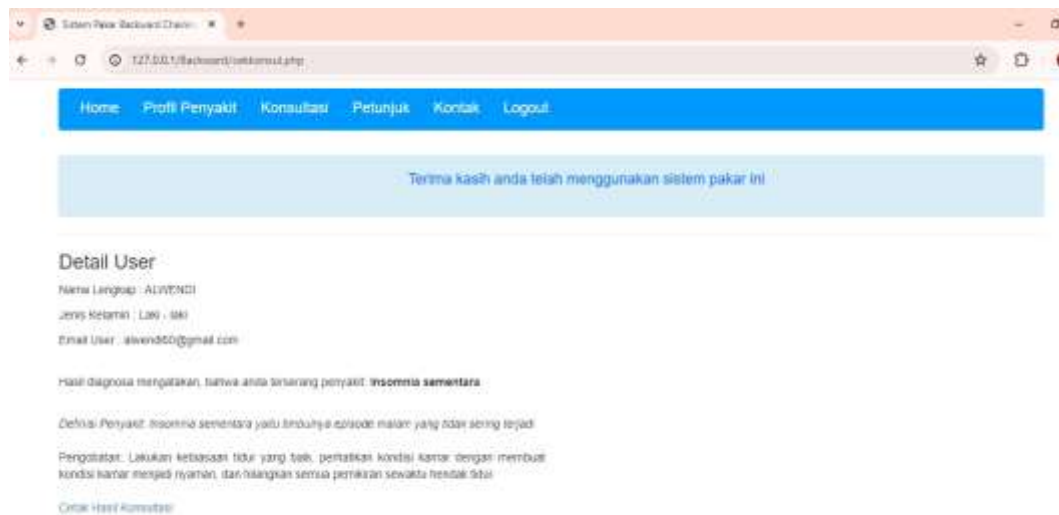 Sistem Pakar Backward Chaini
127.0.0.1/Backward/cekkonsul.php
Home Profil Penyakit Konsultasi Petunjuk Kontak Logout
Terima kasih anda telah menggunakan sistem pakar ini
Detail User
Nama Lengkap : ALWENDI
Jenis Kelamin : Laki - laki
Email User : alwendi60@gmail.com
Hasil diagnosa mengatakan, bahwa anda terserang penyakit: Insomnia sementara
Definisi Penyakit: Insomnia sementara yaitu timbulnya episode malam yang tidak sering terjadi
Pengobatan: Lakukan kebiasaan tidur yang baik, perhatikan kondisi kamar dengan membuat
kondisi kamar menjadi nyaman, dan hilangkan semua pemikiran sewaktu hendak tidur
Cetak Hasil Konsultasi